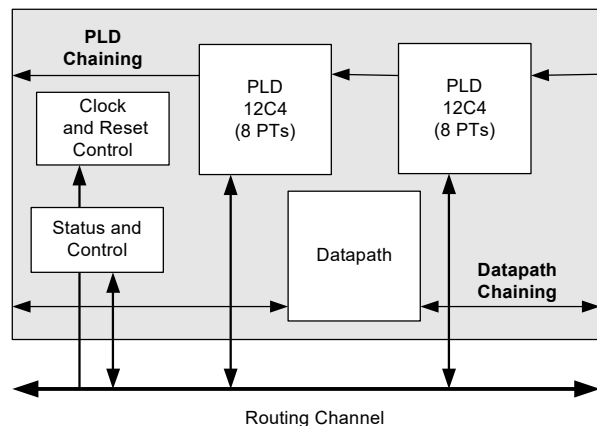 PLD
Chaining
PLD
12C4
(8 PTs)
PLD
12C4
(8 PTs)
Clock
and Reset
Control
Status and
Control
Datapath
Datapath
Chaining
Routing Channel